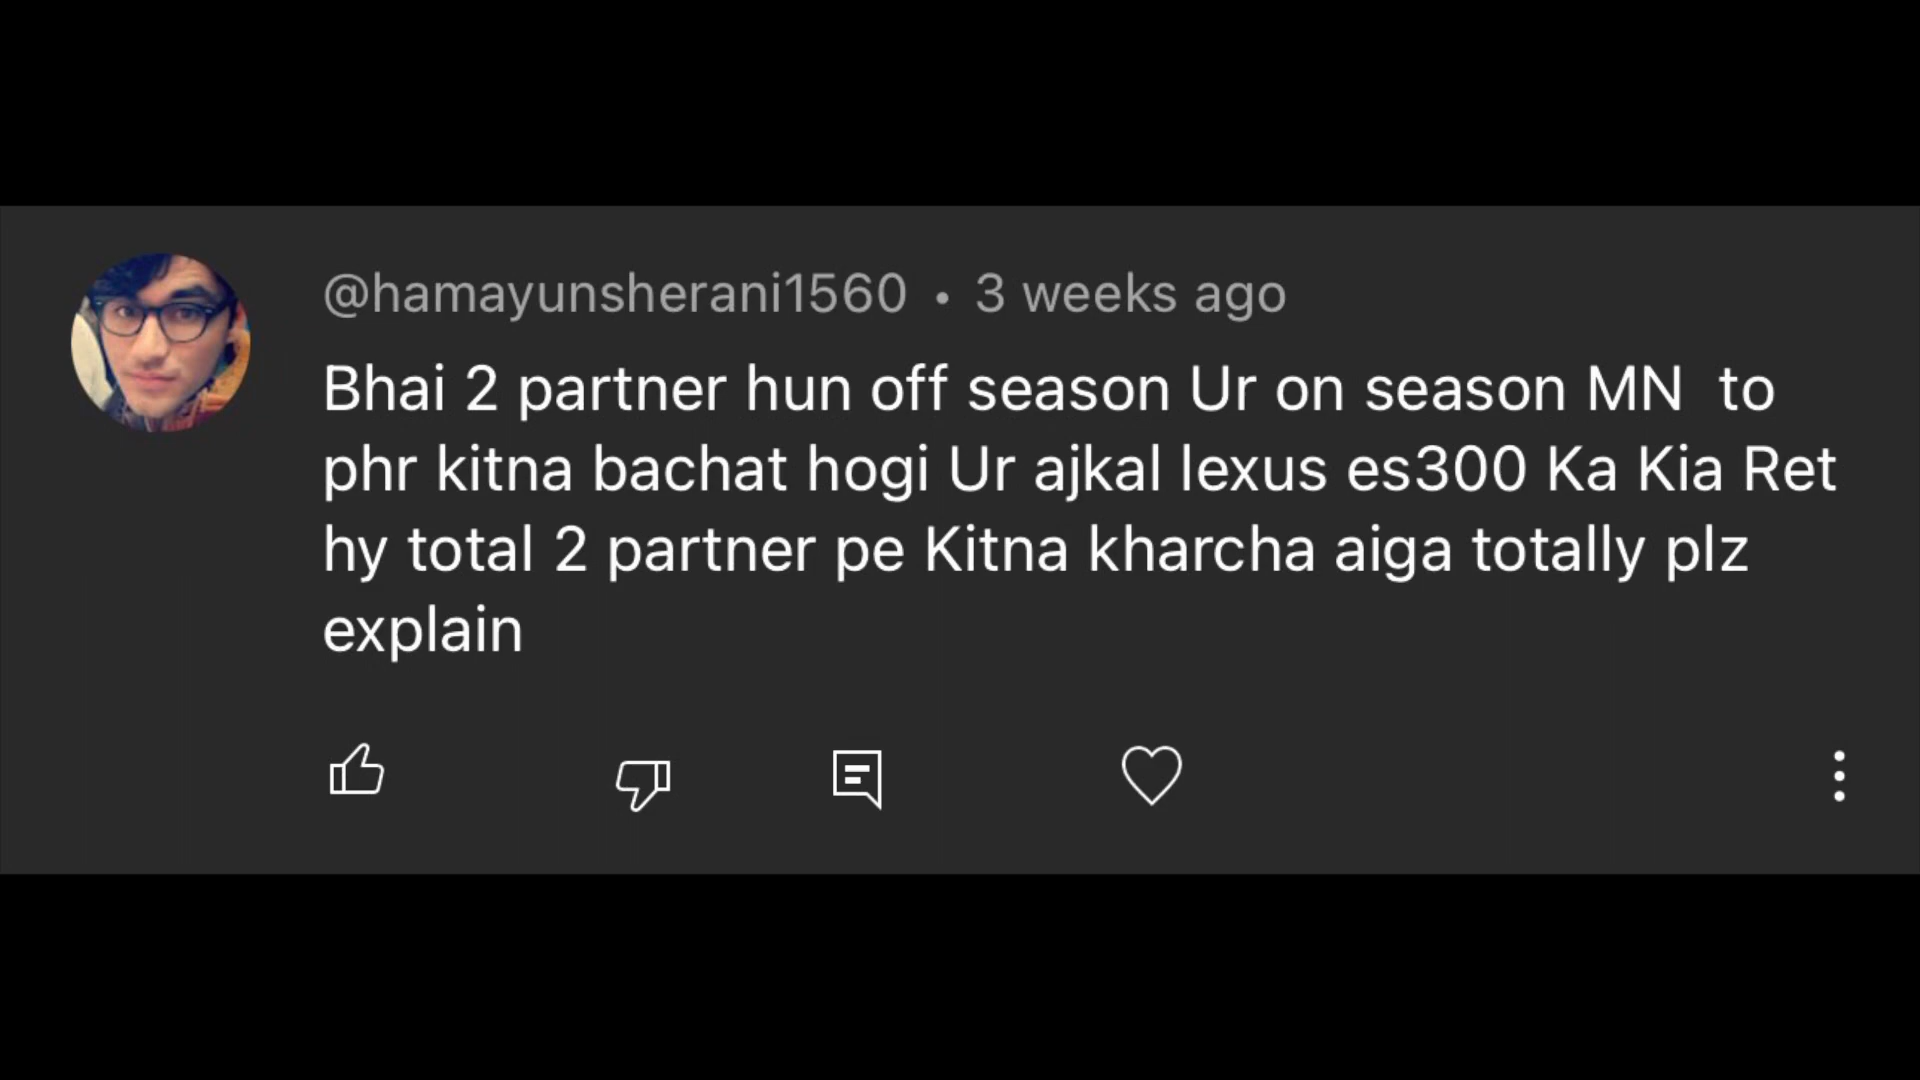 @hamayunsherani1560 • 3 weeks ago
Bhai 2 partner hun off season Ur on season MN  to
phr kitna bachat hogi Ur ajkal lexus es300 Ka Kia Ret
hy total 2 partner pe Kitna kharcha aiga totally plz
explain